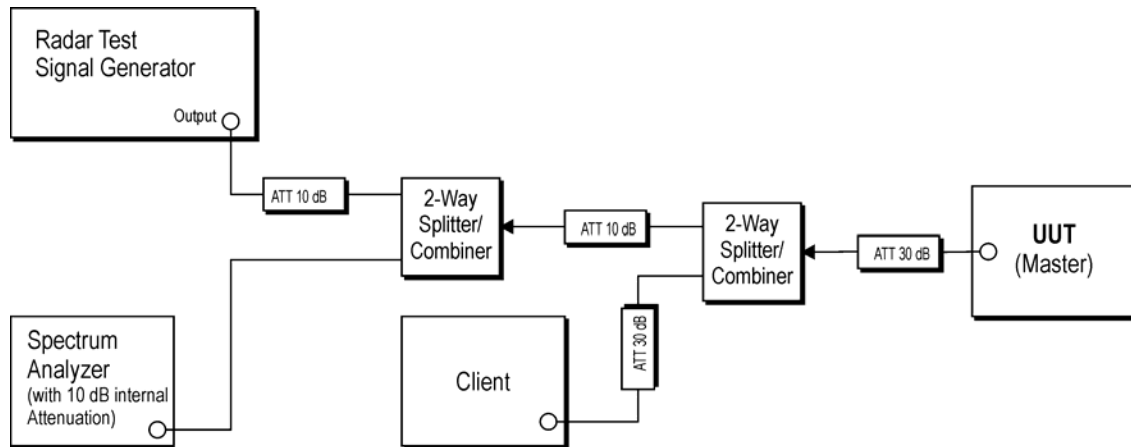 Radar Test
Signal Generator
Output
ATT 10 dB
2-Way
Splitter/
Combiner
ATT 10 dB
2-Way
Splitter/
Combiner
ATT 30 dB
UUT
(Master)
Spectrum
Analyzer
(with 10 dB internal
Attenuation)
Client
ATT 30 dB